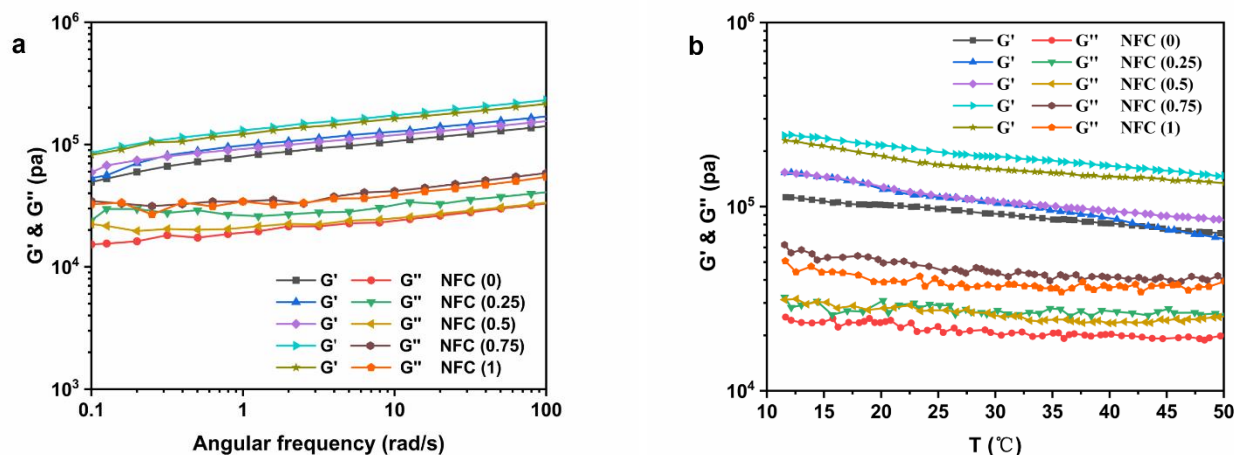 a
G' & G'' (pa)
10⁶
10⁵
10⁴
10³
G' G'' NFC (0)
G' G'' NFC (0.25)
G' G'' NFC (0.5)
G' G'' NFC (0.75)
G' G'' NFC (1)
0.1 1 10 100
Angular frequency (rad/s)
b
G' & G'' (pa)
10⁶
10⁵
10⁴
G' G'' NFC (0)
G' G'' NFC (0.25)
G' G'' NFC (0.5)
G' G'' NFC (0.75)
G' G'' NFC (1)
10 15 20 25 30 35 40 45 50
T (℃)